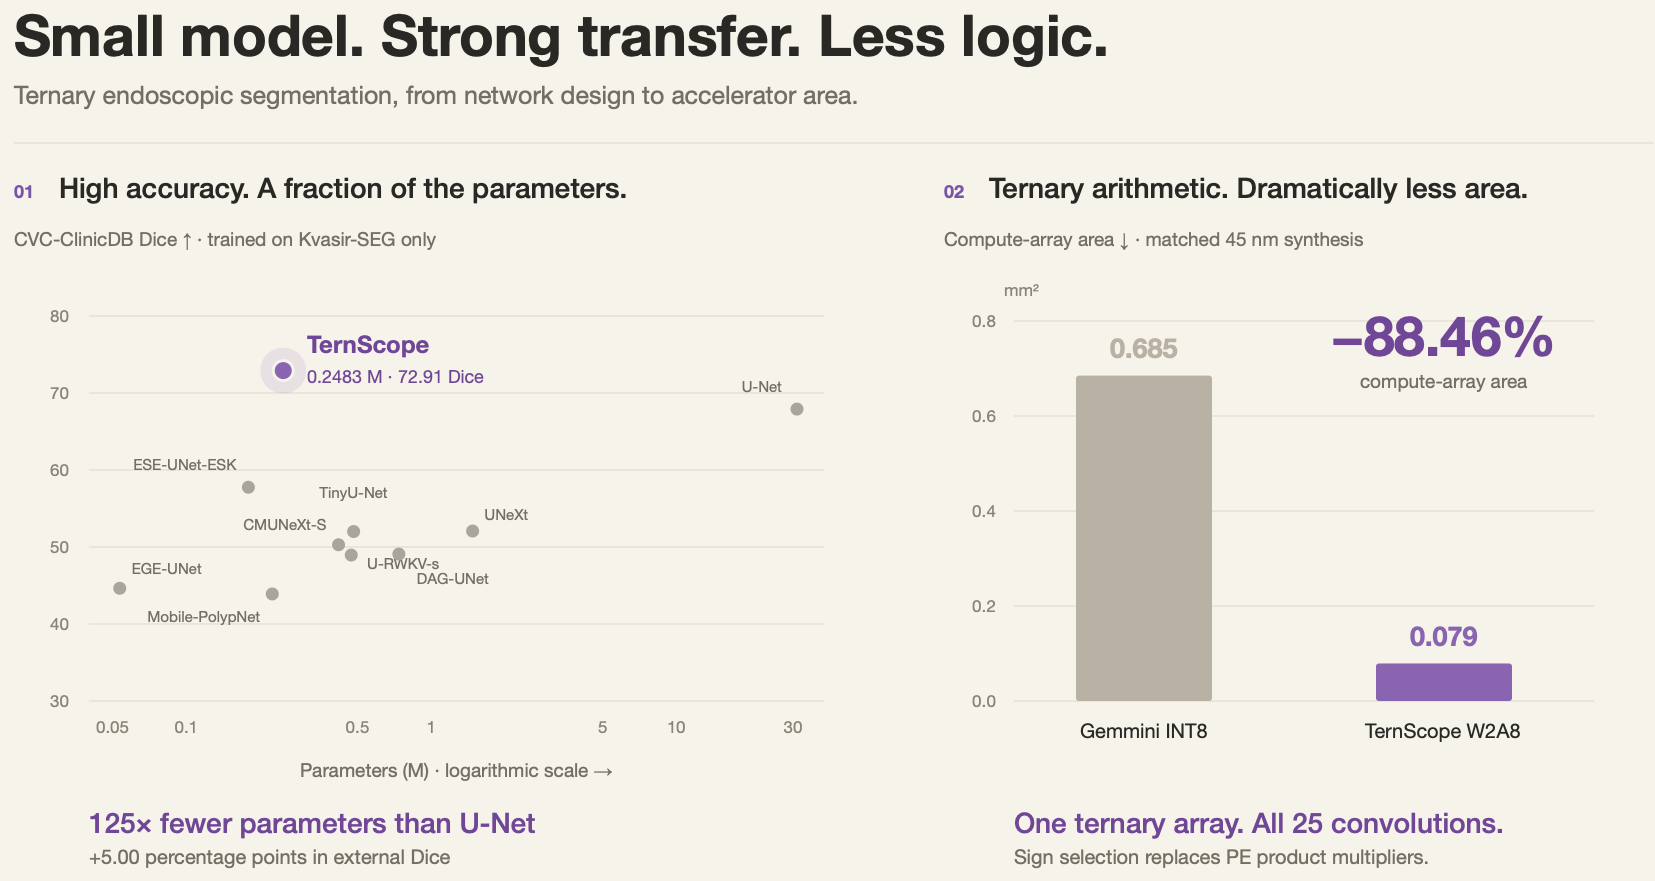 Small model. Strong transfer. Less logic.
Ternary endoscopic segmentation, from network design to accelerator area.
01 High accuracy. A fraction of the parameters.
CVC-ClinicDB Dice ↑ · trained on Kvasir-SEG only
80
TernScope
0.2483 M · 72.91 Dice
70
U-Net
60
ESE-UNet-ESK
TinyU-Net
UNeXt
CMUNeXt-S
50
U-RWKV-s
EGE-UNet
DAG-UNet
Mobile-PolypNet
40
30
0.05 0.1 0.5 1 5 10 30
Parameters (M) · logarithmic scale →
125× fewer parameters than U-Net
+5.00 percentage points in external Dice
02 Ternary arithmetic. Dramatically less area.
Compute-array area ↓ · matched 45 nm synthesis
mm²
0.8
–88.46%
0.685
compute-array area
0.6
0.4
0.2
0.079
0.0
Gemmini INT8 TernScope W2A8
One ternary array. All 25 convolutions.
Sign selection replaces PE product multipliers.